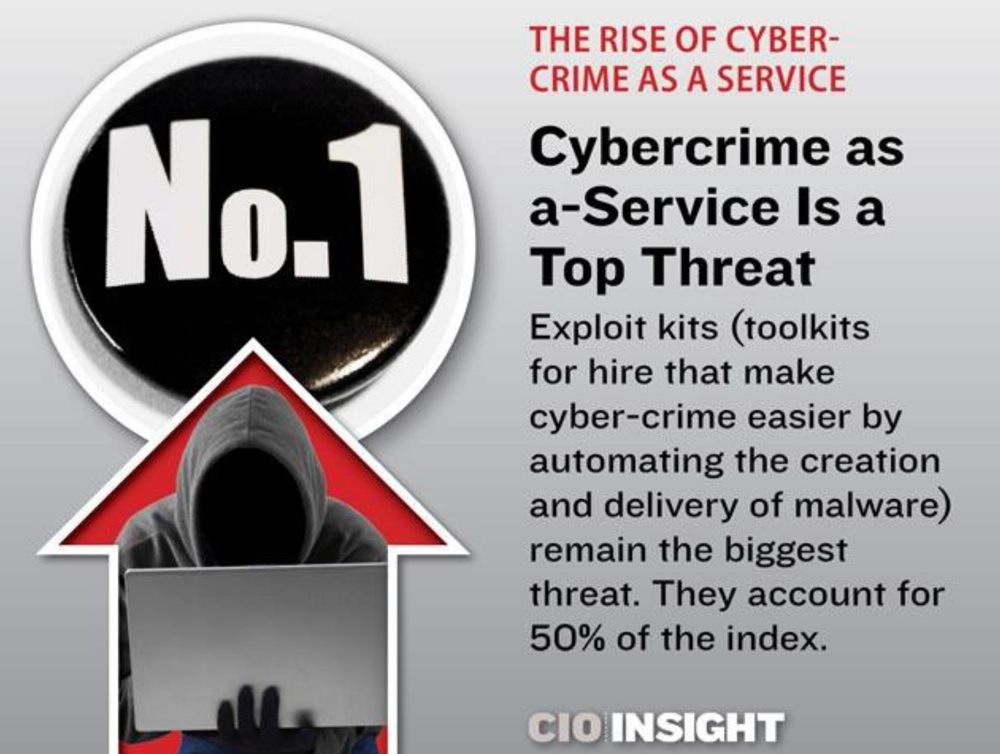 No.1
THE RISE OF CYBER-
CRIME AS A SERVICE
Cybercrime as
a-Service Is a
Top Threat
Exploit kits (toolkits
for hire that make
cyber-crime easier by
automating the creation
and delivery of malware)
remain the biggest
threat. They account for
50% of the index.
CIO INSIGHT